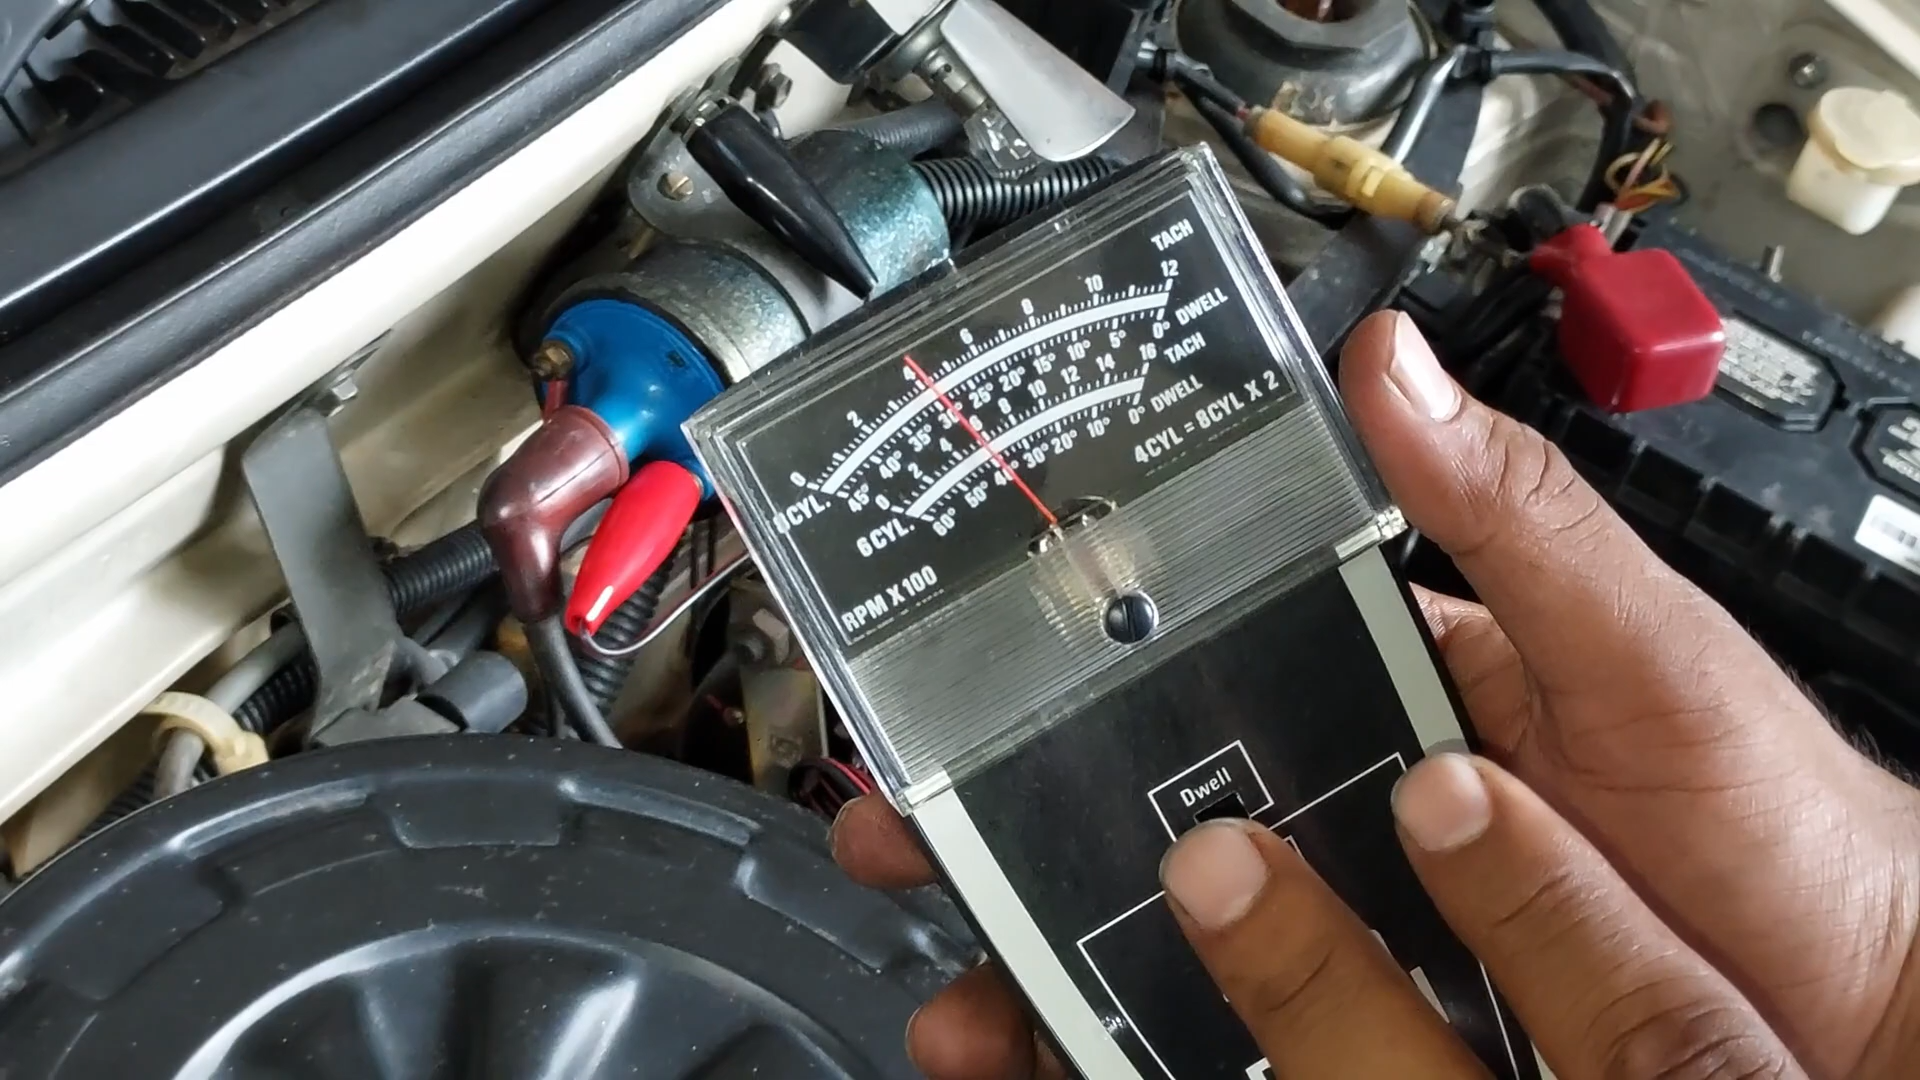 TACH
0 2 4 6 8 10 12
8CYL. 45° 40° 35° 30° 25° 20° 15° 10° 5° 0° DWELL
0 2 4 6 8 10 12 14 16 TACH
6CYL. 60° 50° 40° 30° 20° 10° 0° DWELL
RPM X 100
4CYL = 8CYL X 2
Dwell